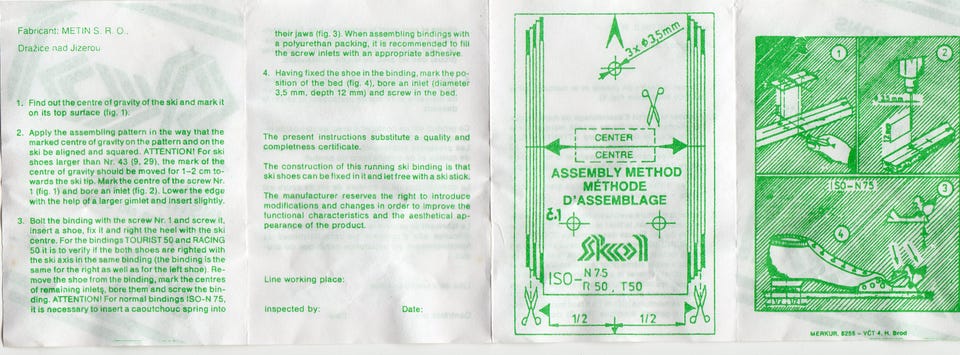 Fabricant: METIN S. R. O.,
Dražice nad Jizerou
1. Find out the centre of gravity of the ski and mark it
on its top surface (fig. 1).
2. Apply the assembling pattern in the way that the
marked centre of gravity on the pattern and on the
ski be aligned and squared. ATTENTION! For ski
shoes larger than Nr. 43 (9, 29), the mark of the
centre of gravity should be moved for 1–2 cm to-
wards the ski tip. Mark the centre of the screw Nr.
1 (fig. 1) and bore an inlet (fig. 2). Lower the edge
with the help of a larger gimlet and insert slightly.
3. Bolt the binding with the screw Nr. 1 and screw it,
insert a shoe, fix it and right the heel with the ski
centre. For the bindings TOURIST 50 and RACING
50 it is to verify if the both shoes are righted with
the ski axis in the same binding (the binding is the
same for the right as well as for the left shoe). Re-
move the shoe from the binding, mark the centres
of remaining inlets, bore them and screw the bin-
ding. ATTENTION! For normal bindings ISO-N 75,
it is necessary to insert a caoutchouc spring into
their jaws (fig. 3). When assembling bindings with
a polyurethan packing, it is recommended to fill
the screw inlets with an appropriate adhesive.
4. Having fixed the shoe in the binding, mark the po-
sition of the bed (fig. 4), bore an inlet (diameter
3,5 mm, depth 12 mm) and screw in the bed.
The present instructions substitute a quality and
completness certificate.
The construction of this running ski binding is that
ski shoes can be fixed in it and let free with a ski stick.
The manufacturer reserves the right to introduce
modifications and changes in order to improve the
functional characteristics and the aesthetical ap-
pearance of the product.
Line working place:
Inspected by: Date:
3x ø 3,5mm
CENTER
CENTRE
ASSEMBLY METHOD
MÉTHODE
D'ASSEMBLAGE
č.1
Skoll
ISO- N 75
R 50, T50
1/2 1/2
1
2
3,5 mm
12mm
ISO-N75
3
4
MERKUR, 6255 – VČT 4, H. Brod